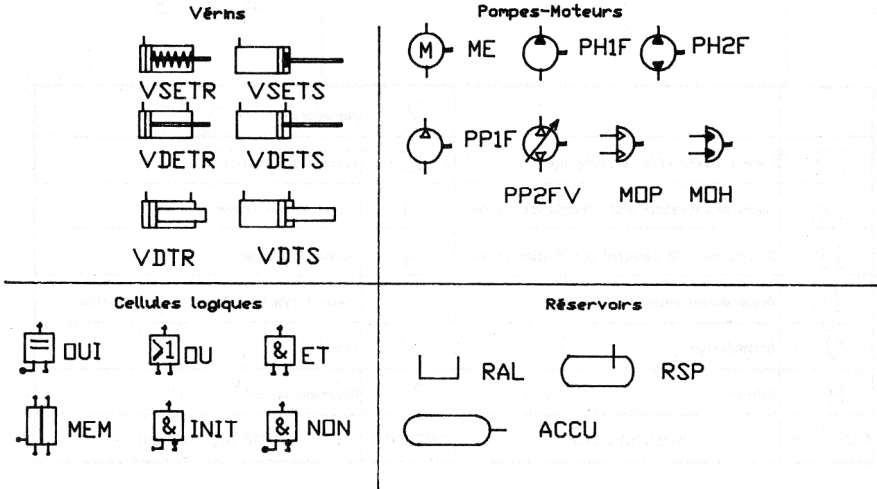 Vérins
VSETR VSETS
VDETR VDETS
VDTR VDTS
Pompes-Moteurs
M ME PH1F PH2F
PP1F
PP2FV MOP MOH
Cellules logiques
OUI >1 OU & ET
MEM & INIT & NON
Réservoirs
RAL RSP
ACCU